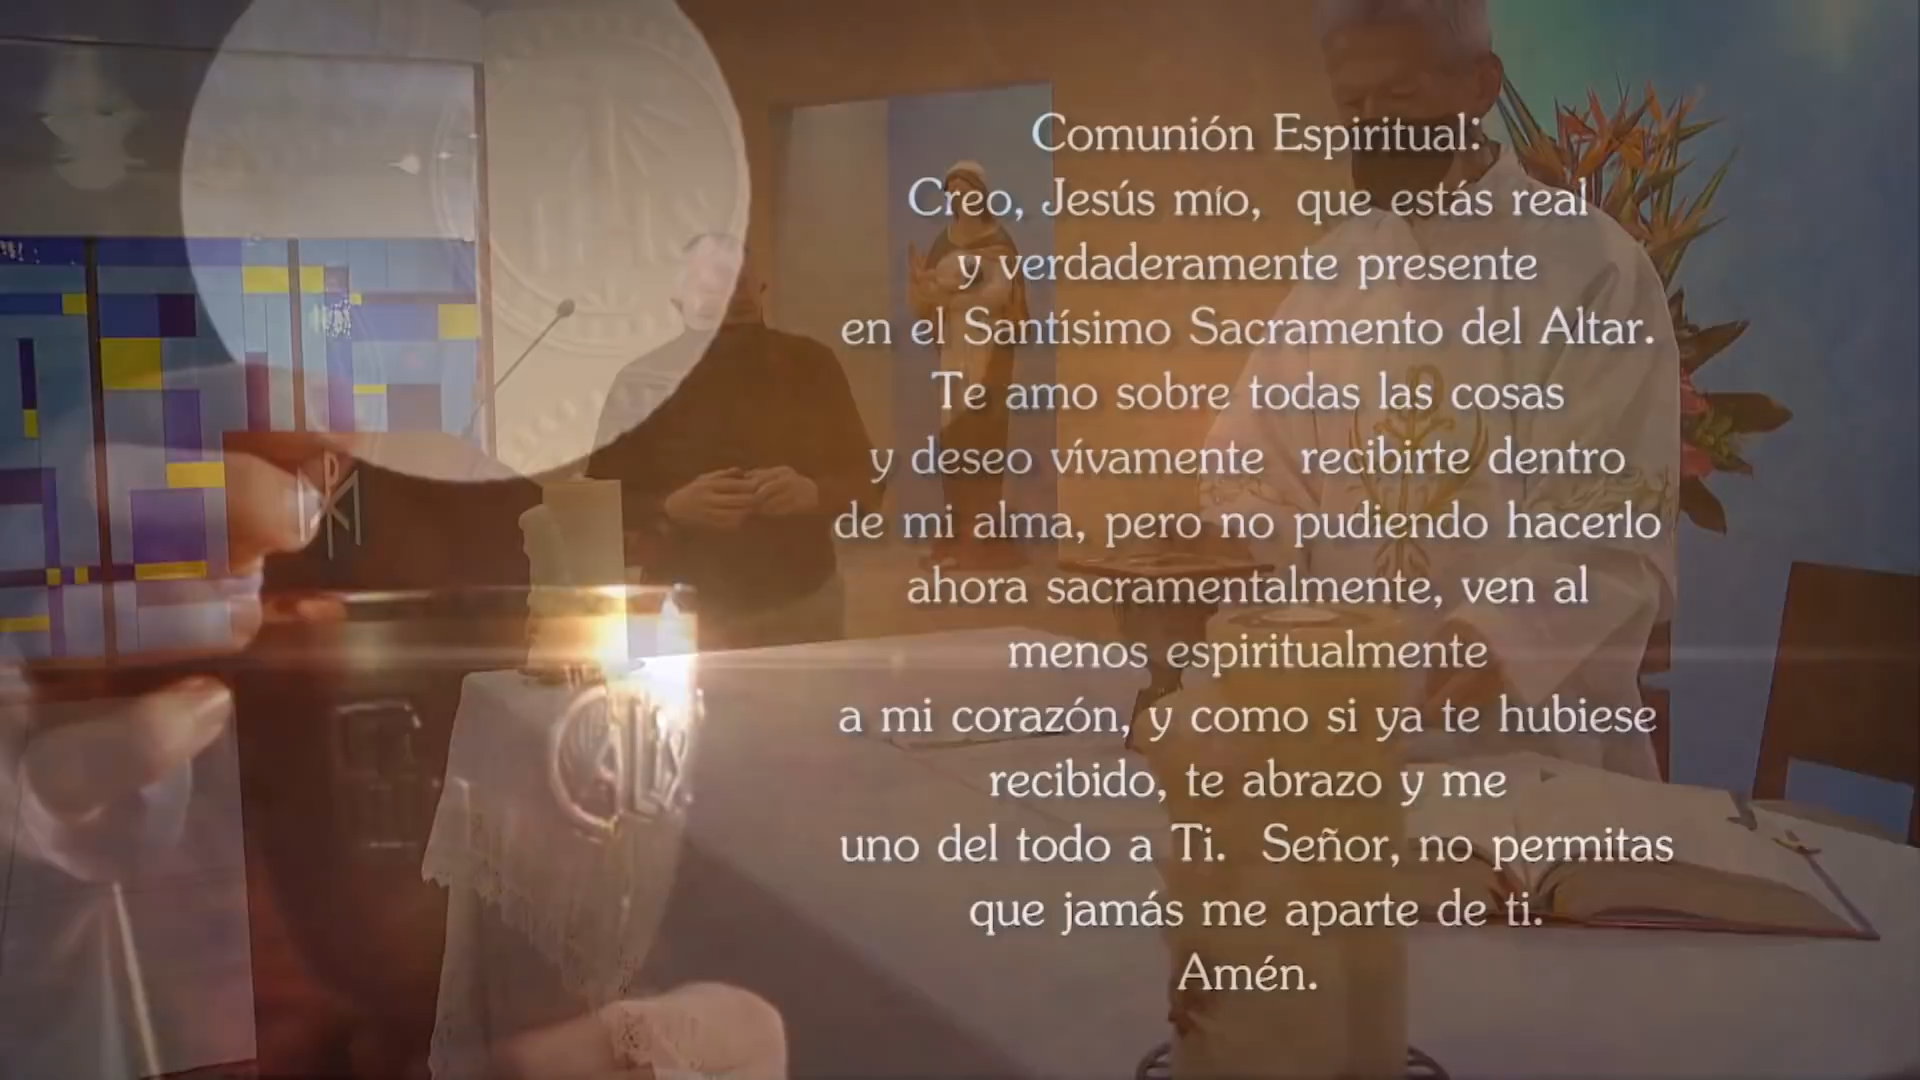 Comunión Espiritual:
Creo, Jesús mío, que estás real
y verdaderamente presente
en el Santísimo Sacramento del Altar.
Te amo sobre todas las cosas
y deseo vívamente recibirte dentro
de mi alma, pero no pudiendo hacerlo
ahora sacramentalmente, ven al
menos espiritualmente
a mi corazón, y como si ya te hubiese
recibido, te abrazo y me
uno del todo a Ti. Señor, no permitas
que jamás me aparte de ti.
Amén.